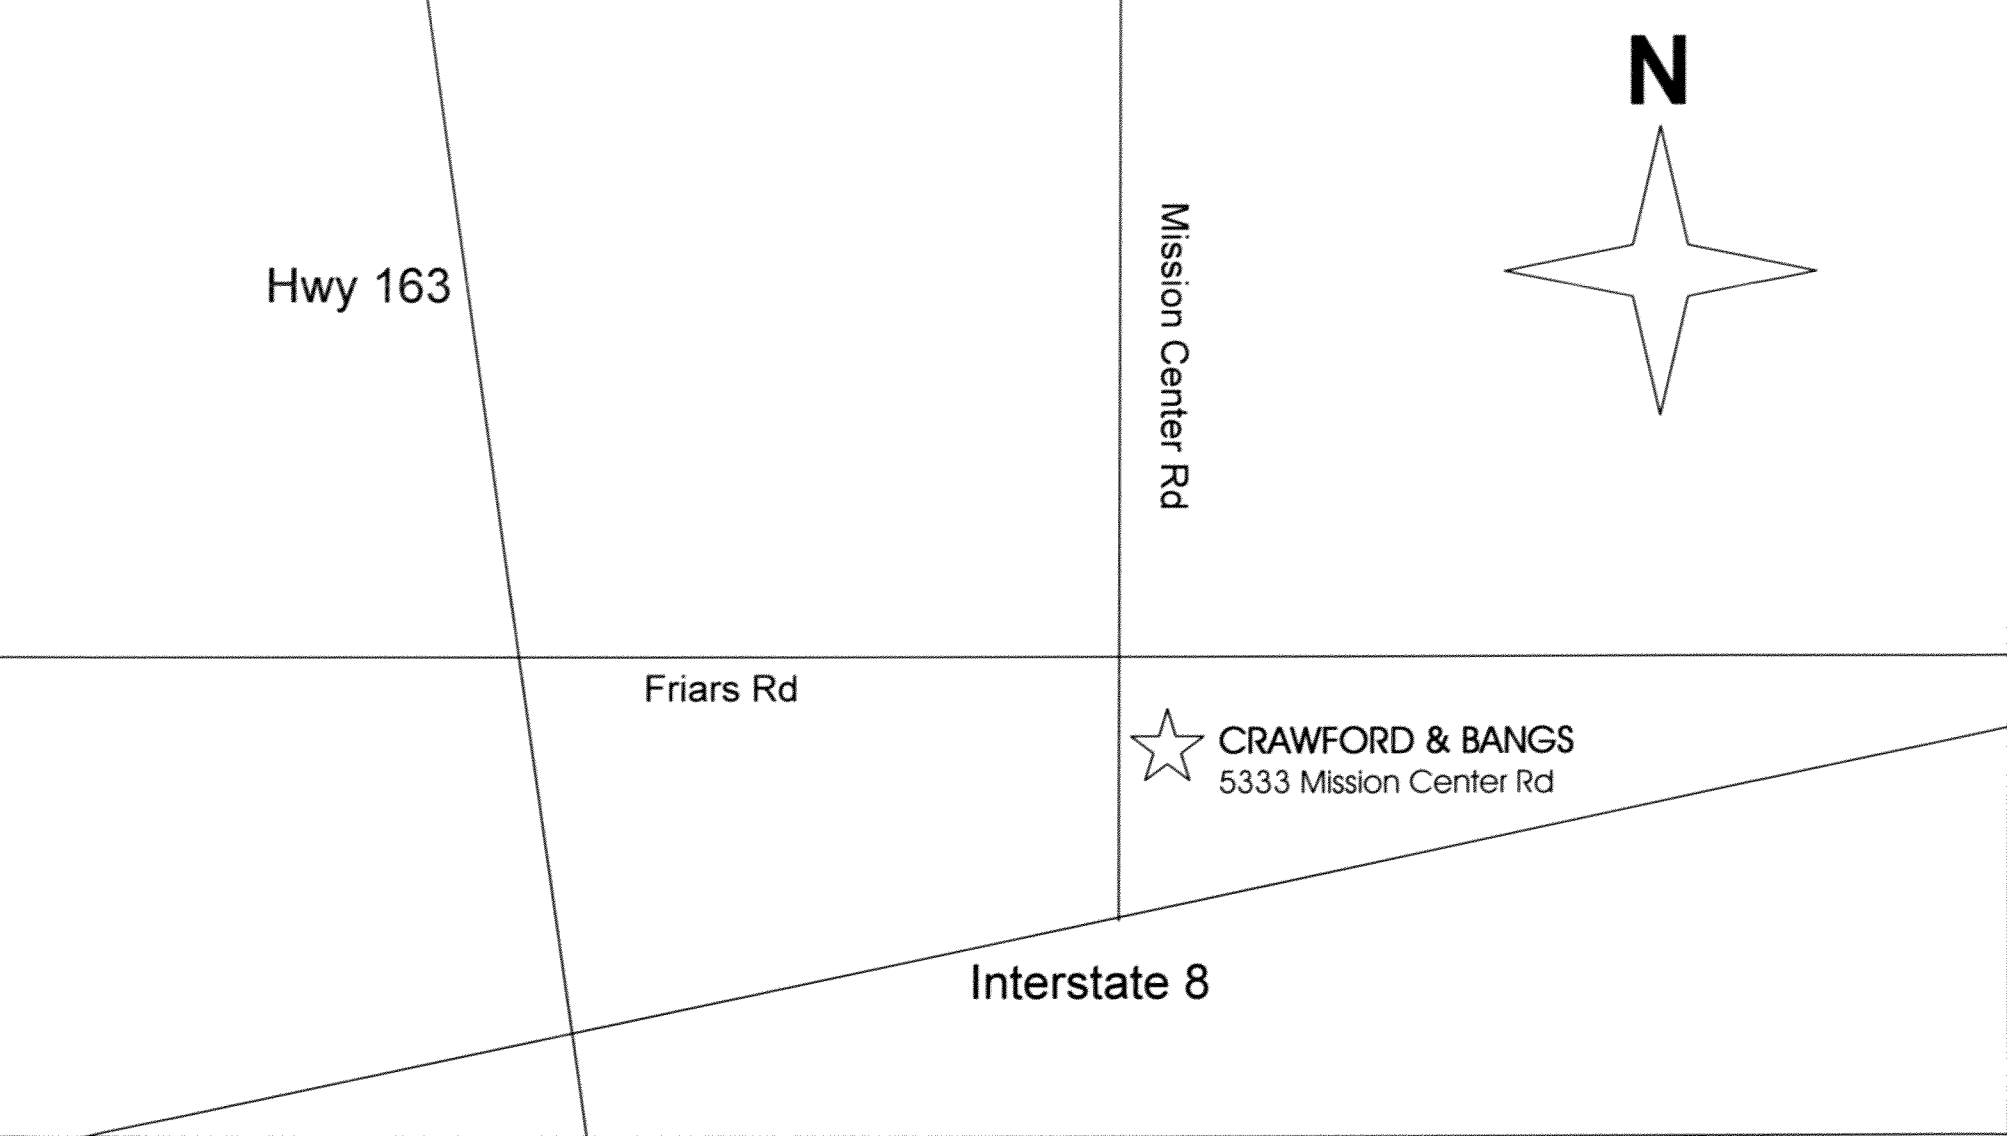 N
Hwy 163
Mission Center Rd
Friars Rd
CRAWFORD & BANGS
5333 Mission Center Rd
Interstate 8